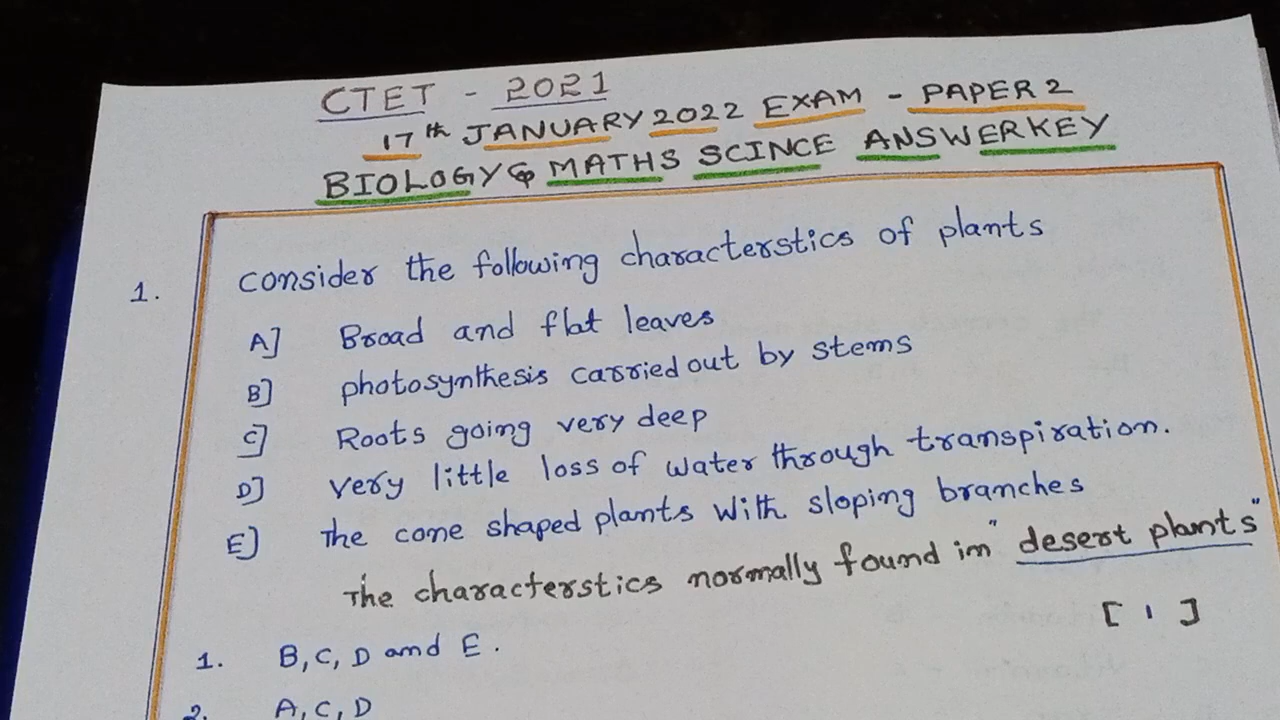 CTET - 2021
17th JANUARY 2022 EXAM - PAPER 2
BIOLOGY & MATHS SCINCE ANSWERKEY
1. consider the following characterstics of plants
A] Broad and flat leaves
B] photosynthesis carried out by stems
C] Roots going very deep
D] very little loss of water through transpiration.
E] the cone shaped plants with sloping branches
The characterstics normally found in "desert plants"
[ 1 ]
1. B, C, D and E.
2. A, C, D